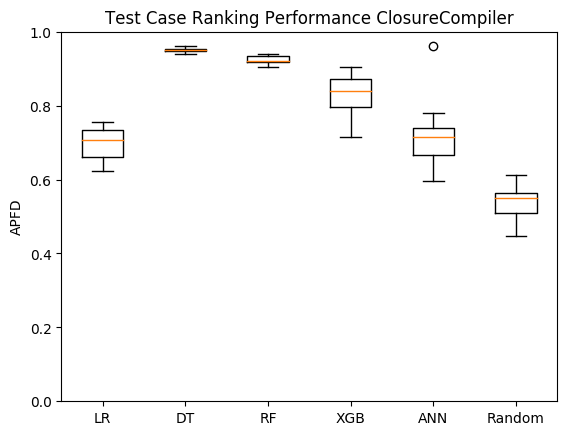 Test Case Ranking Performance ClosureCompiler
1.0
0.8
0.6
0.4
0.2
0.0
APFD
LR DT RF XGB ANN Random